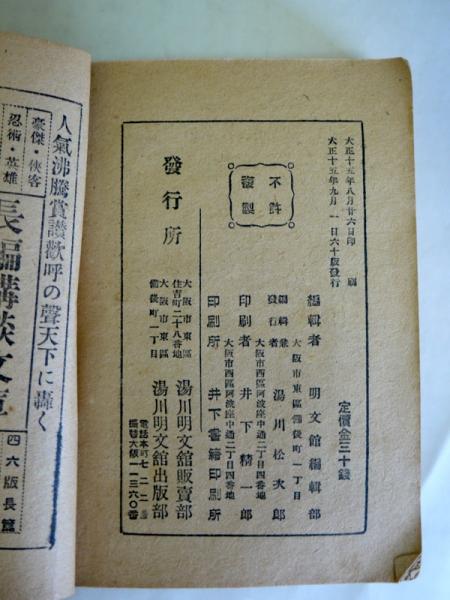 大正十五年八月廿六日印刷
大正十五年九月一日六十版發行
不許
複製
定價金三十錢
編輯者 明文館編輯部
大阪市東區備後町一丁目
編輯兼
發行者 湯川松次郎
大阪市西區阿波座中通二丁目四番地
印刷者 井下精一郎
大阪市西區阿波座中通二丁目四番地
印刷所 井下書籍印刷所
發行所
大阪市東區
住吉町二十八番地
湯川明文舘販賣部
大阪市東區
備後町一丁目
湯川明文舘出版部
電話本町七二二番
振替大阪一一三六〇番
人氣沸騰賞讃歡呼の聲天下に轟く
豪傑・俠客
忍術・英雄
長編講談文庫
四六版長篇